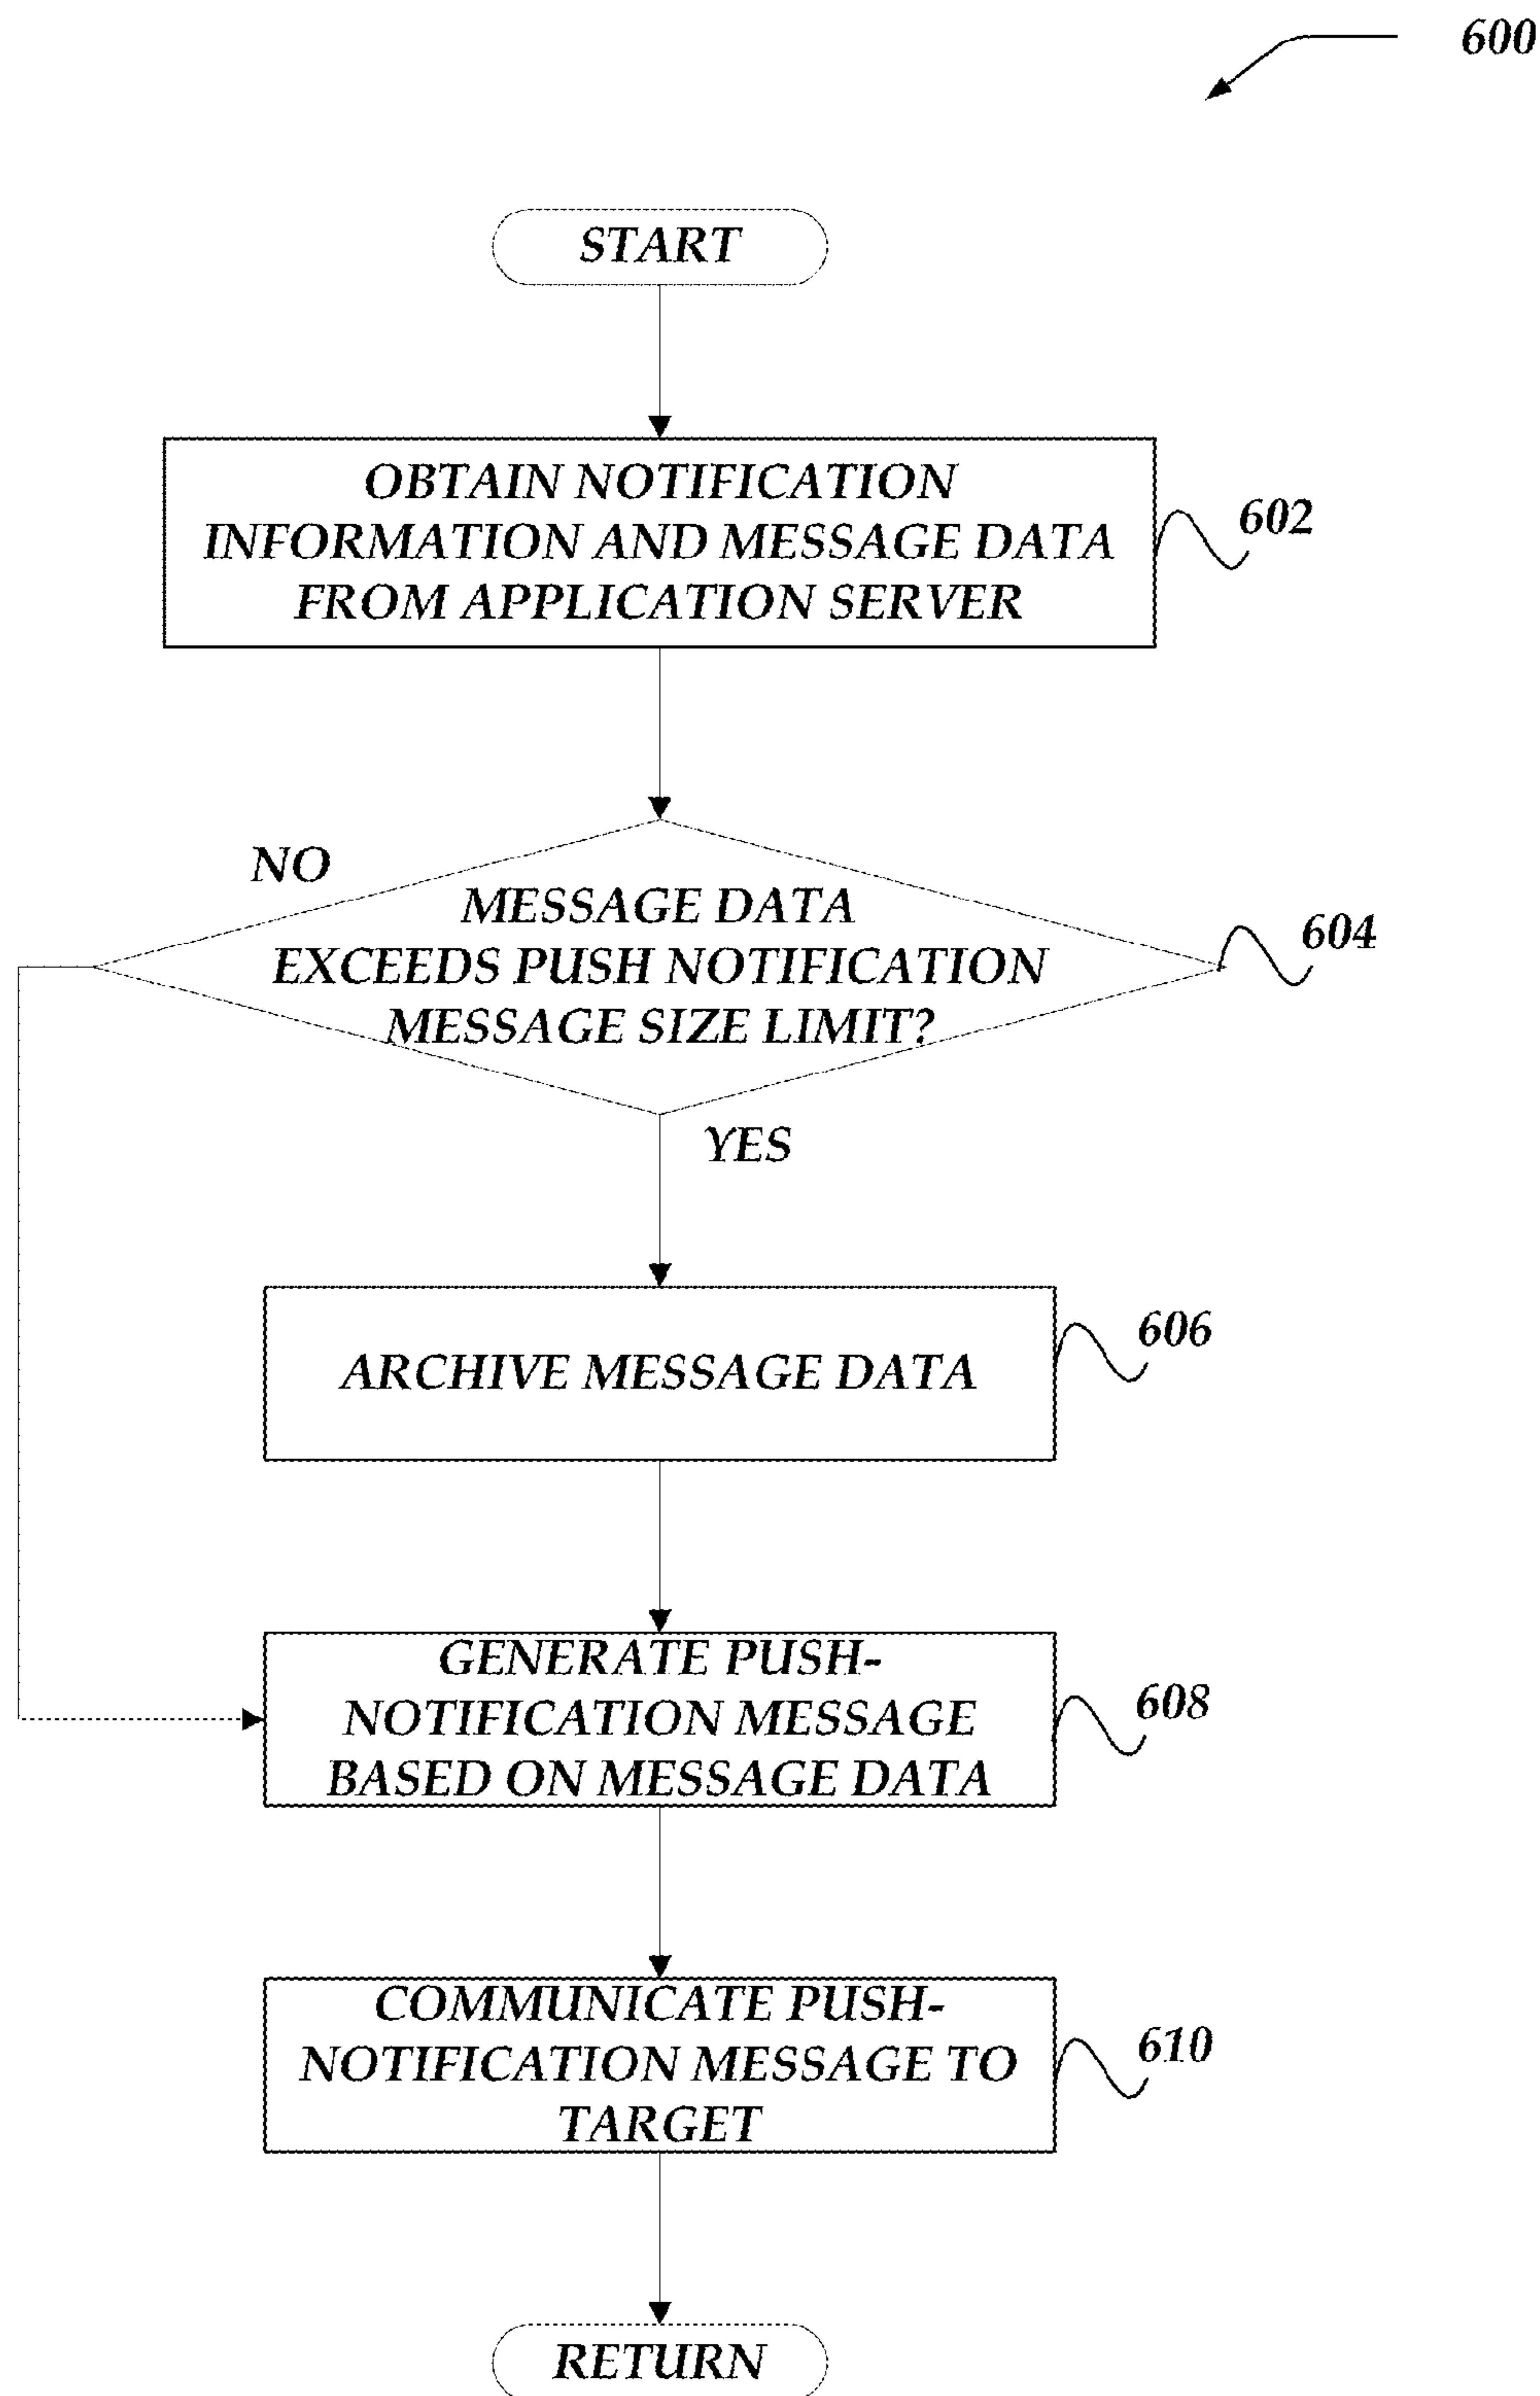 600
START
OBTAIN NOTIFICATION
INFORMATION AND MESSAGE DATA
FROM APPLICATION SERVER
602
NO
MESSAGE DATA
EXCEEDS PUSH NOTIFICATION
MESSAGE SIZE LIMIT?
604
YES
ARCHIVE MESSAGE DATA
606
GENERATE PUSH-
NOTIFICATION MESSAGE
BASED ON MESSAGE DATA
608
COMMUNICATE PUSH-
NOTIFICATION MESSAGE TO
TARGET
610
RETURN